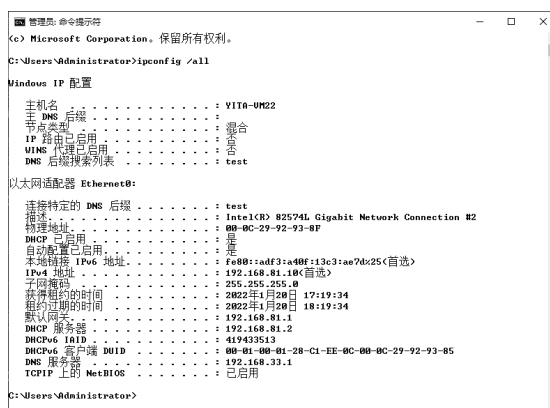 管理员: 命令提示符
(c) Microsoft Corporation。保留所有权利。
C:\Users\Administrator>ipconfig /all
Windows IP 配置
主机名 . . . . . . . . . . . . . : YITA-VM22
主 DNS 后缀 . . . . . . . . . . . :
节点类型 . . . . . . . . . . . . : 混合
IP 路由已启用 . . . . . . . . . . : 否
WINS 代理已启用 . . . . . . . . . : 否
DNS 后缀搜索列表 . . . . . . . . : test
以太网适配器 Ethernet0:
连接特定的 DNS 后缀 . . . . . . . : test
描述. . . . . . . . . . . . . . . : Intel(R) 82574L Gigabit Network Connection #2
物理地址. . . . . . . . . . . . . : 00-0C-29-92-93-8F
DHCP 已启用 . . . . . . . . . . . : 是
自动配置已启用. . . . . . . . . . : 是
本地链接 IPv6 地址. . . . . . . . : fe80::adf3:a40f:13c3:ae7d%25(首选)
IPv4 地址 . . . . . . . . . . . . : 192.168.81.10(首选)
子网掩码 . . . . . . . . . . . . : 255.255.255.0
获得租约的时间 . . . . . . . . . : 2022年1月20日 17:19:34
租约过期的时间 . . . . . . . . . : 2022年1月20日 18:19:34
默认网关. . . . . . . . . . . . . : 192.168.81.1
DHCP 服务器 . . . . . . . . . . . : 192.168.81.2
DHCPv6 IAID . . . . . . . . . . . : 419433513
DHCPv6 客户端 DUID . . . . . . . : 00-01-00-01-28-C1-EE-0C-00-0C-29-92-93-85
DNS 服务器 . . . . . . . . . . . : 192.168.33.1
TCPIP 上的 NetBIOS . . . . . . . : 已启用
C:\Users\Administrator>